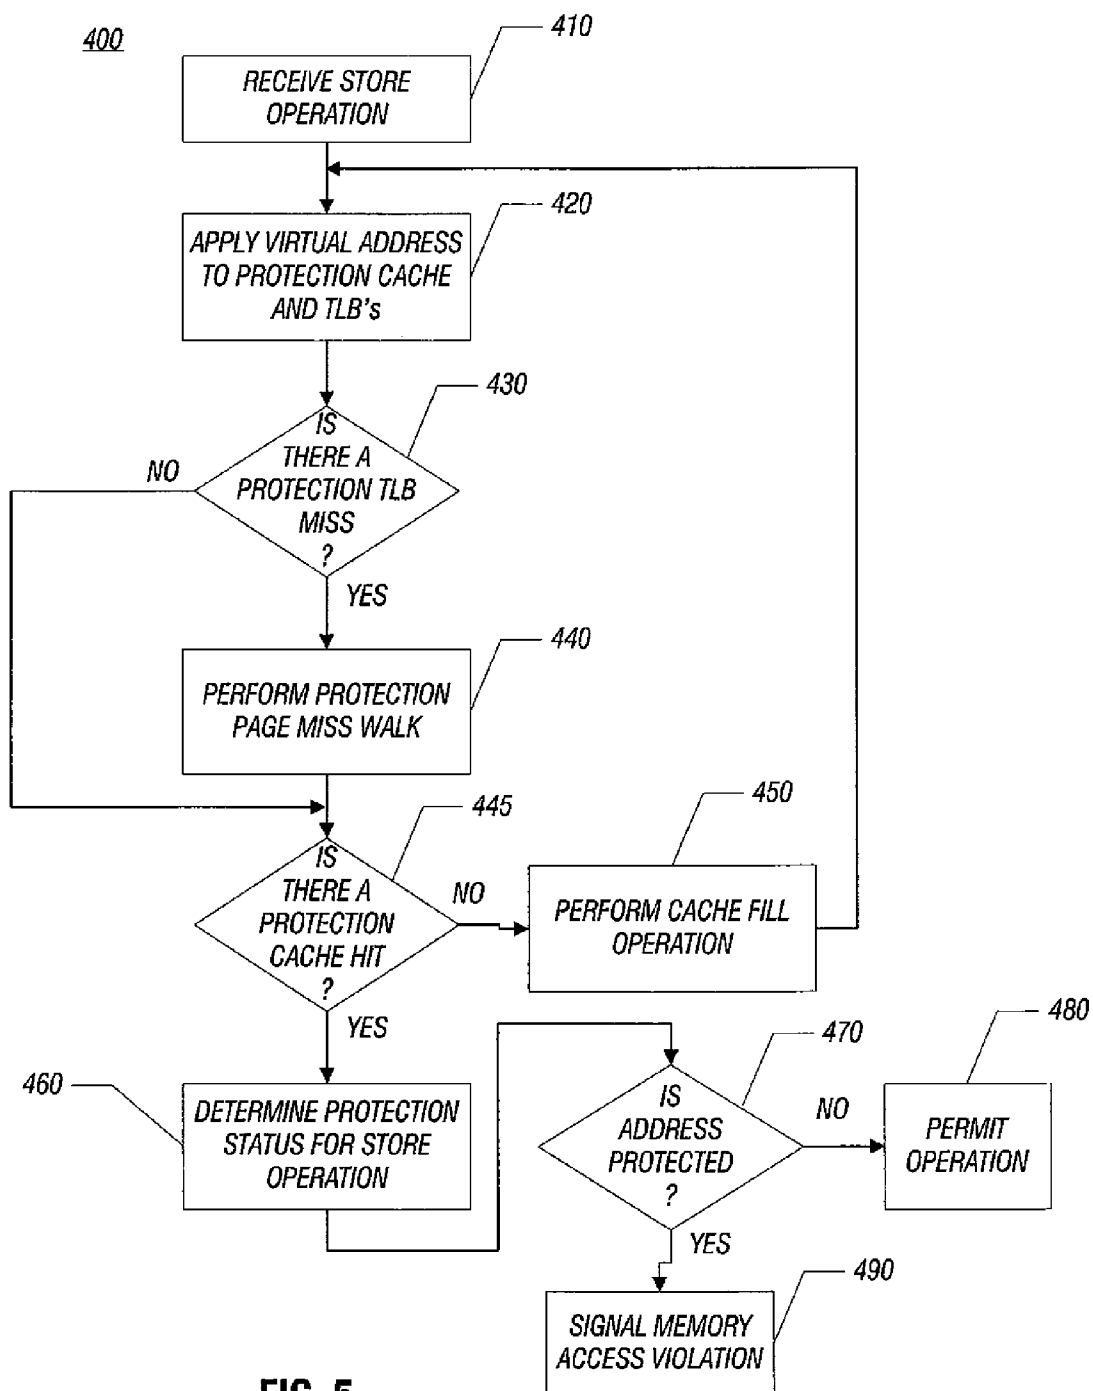 400
410
RECEIVE STORE
OPERATION
420
APPLY VIRTUAL ADDRESS
TO PROTECTION CACHE
AND TLB's
430
IS
THERE A
PROTECTION TLB
MISS
?
NO
YES
440
PERFORM PROTECTION
PAGE MISS WALK
445
IS
THERE A
PROTECTION
CACHE HIT
?
NO
YES
450
PERFORM CACHE FILL
OPERATION
460
DETERMINE PROTECTION
STATUS FOR STORE
OPERATION
470
IS
ADDRESS
PROTECTED
?
NO
YES
480
PERMIT
OPERATION
490
SIGNAL MEMORY
ACCESS VIOLATION
FIG. 5